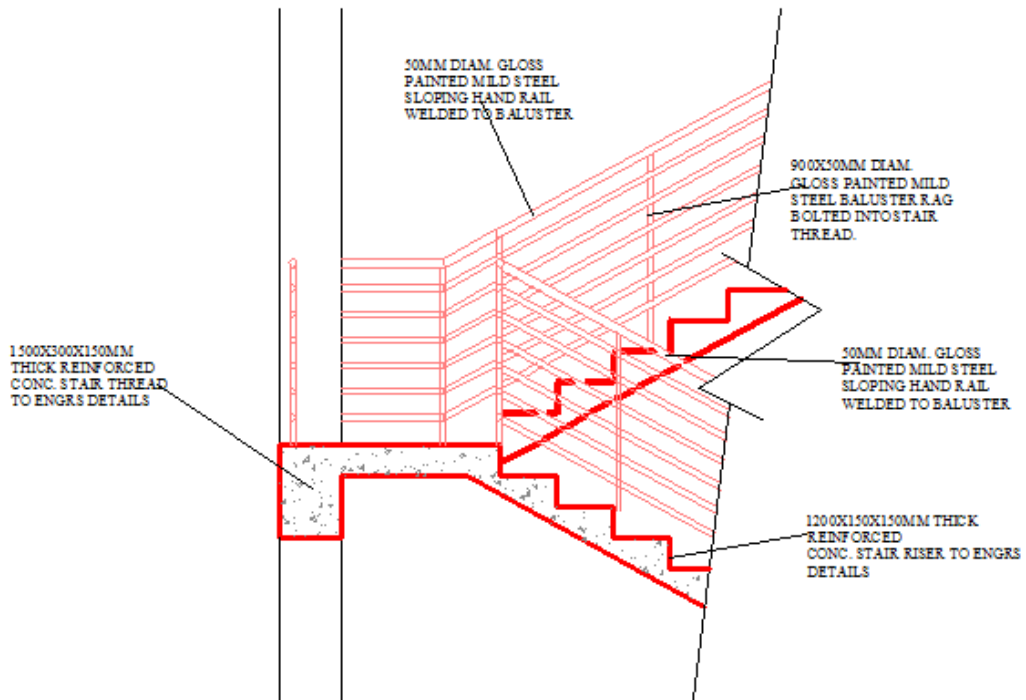 50MM DIAM. GLOSS
PAINTED MILD STEEL
SLOPING HAND RAIL
WELDED TO BALUSTER
900X50MM DIAM.
GLOSS PAINTED MILD
STEEL BALUSTER RAG
BOLTED INTO STAIR
THREAD.
1500X300X150MM
THICK REINFORCED
CONC. STAIR THREAD
TO ENGRS DETAILS
50MM DIAM. GLOSS
PAINTED MILD STEEL
SLOPING HAND RAIL
WELDED TO BALUSTER
1200X150X150MM THICK
REINFORCED
CONC. STAIR RISER TO ENGRS
DETAILS